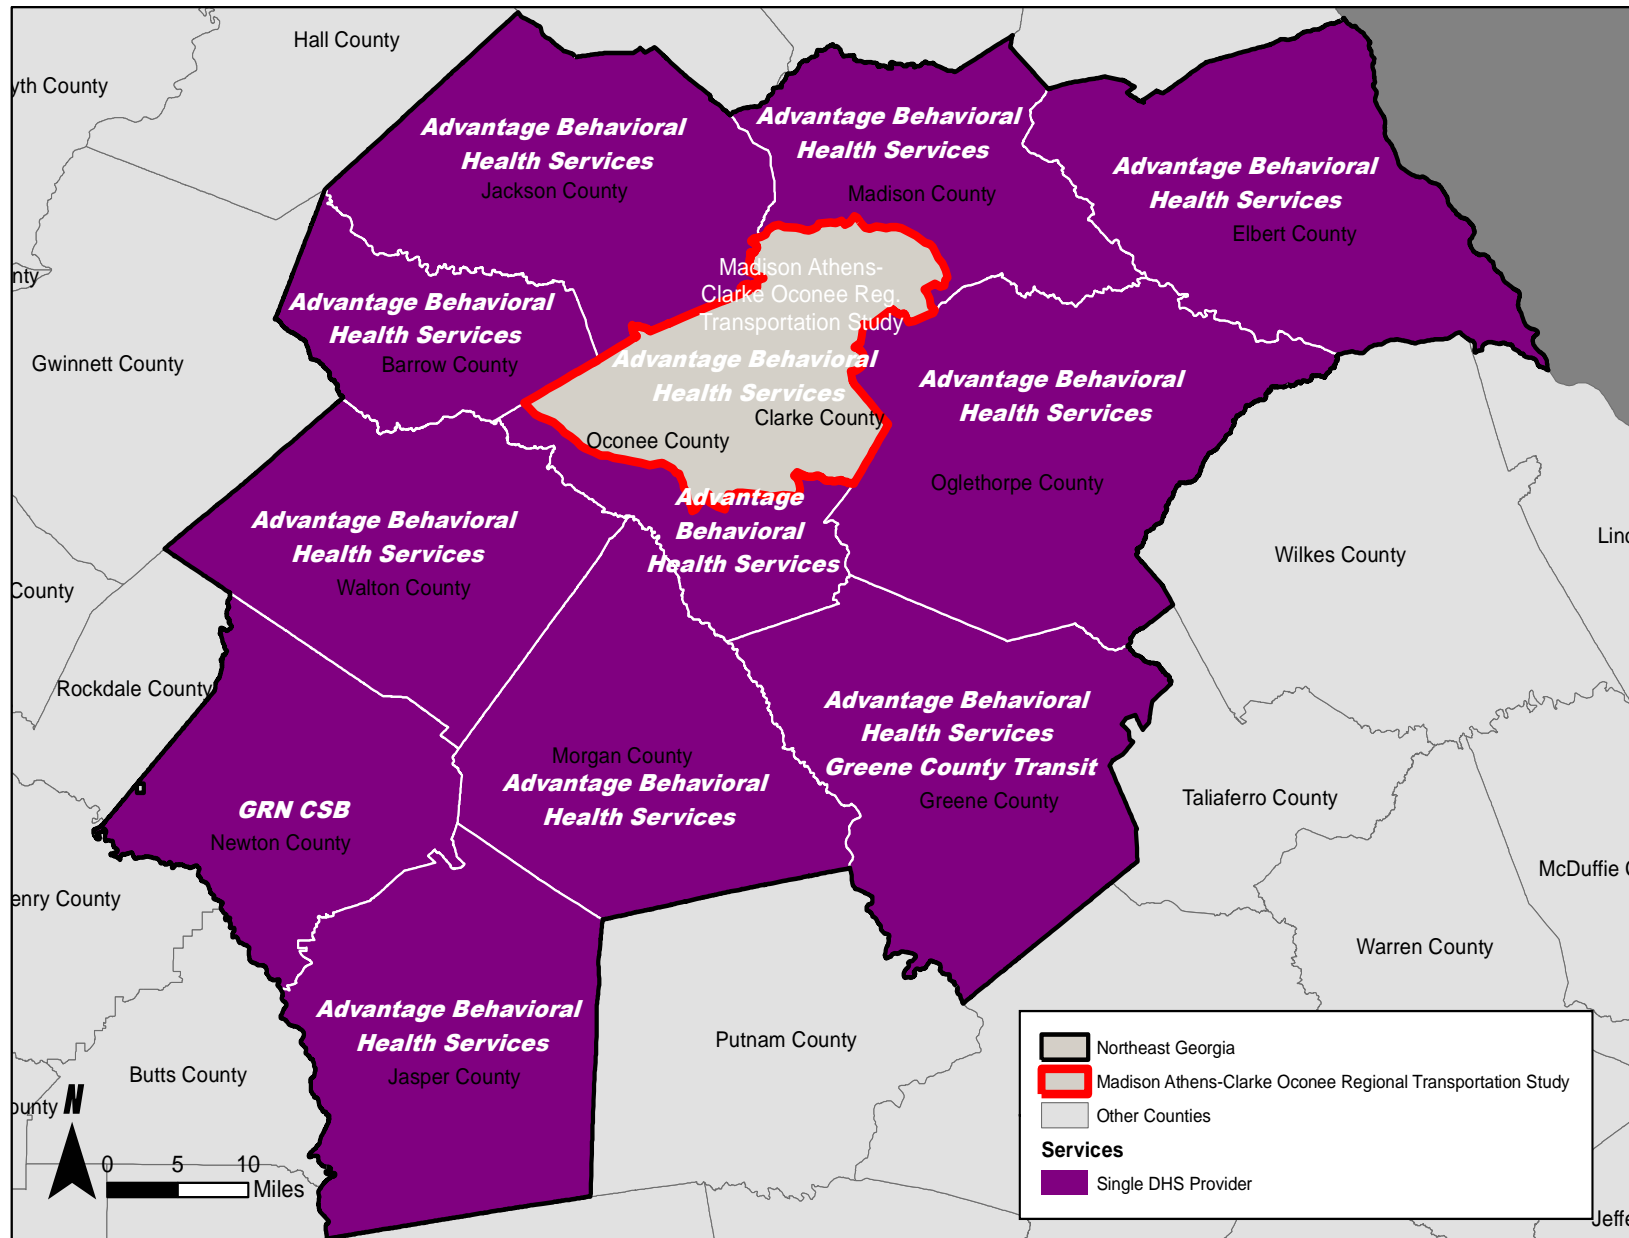 Hall County
yth County
Advantage Behavioral
Health Services
Jackson County
Advantage Behavioral
Health Services
Madison County
Advantage Behavioral
Health Services
Elbert County
nty
Madison Athens-
Clarke Oconee Reg.
Transportation Study
Advantage Behavioral
Health Services
Barrow County
Gwinnett County
Advantage Behavioral
Health Services
Clarke County
Oconee County
Advantage Behavioral
Health Services
Oglethorpe County
Advantage
Behavioral
Health Services
Advantage Behavioral
Health Services
Walton County
Wilkes County
Linc
County
Rockdale County
Advantage Behavioral
Health Services
Greene County Transit
Greene County
Morgan County
Advantage Behavioral
Health Services
GRN CSB
Newton County
Taliaferro County
McDuffie C
enry County
Warren County
Advantage Behavioral
Health Services
Jasper County
Putnam County
Butts County
ounty
N
0 5 10
Miles
Northeast Georgia
Madison Athens-Clarke Oconee Regional Transportation Study
Other Counties
Services
Single DHS Provider
Jeffe